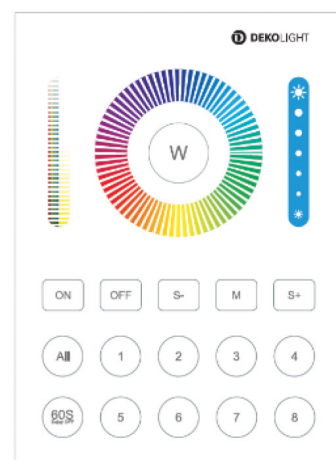 DEKOLIGHT
W
ON OFF S- M S+
All 1 2 3 4
60S 5 6 7 8